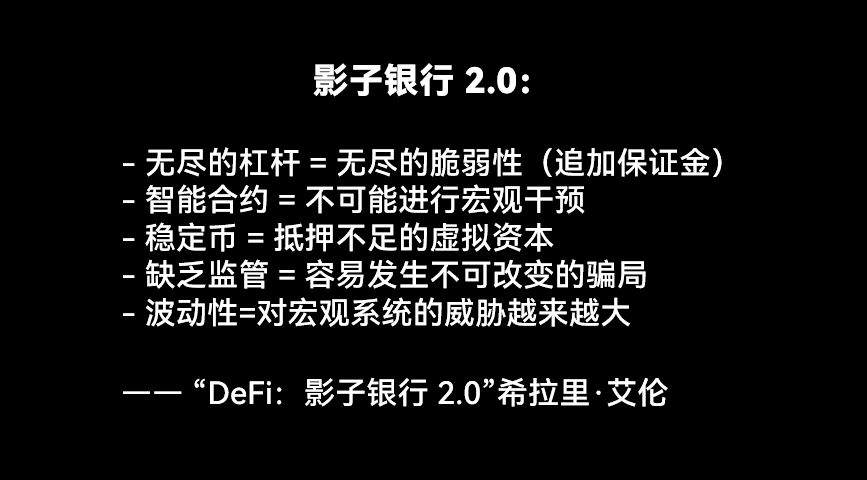 影子银行 2.0：
– 无尽的杠杆 = 无尽的脆弱性（追加保证金）
– 智能合约 = 不可能进行宏观干预
– 稳定币 = 抵押不足的虚拟资本
– 缺乏监管 = 容易发生不可改变的骗局
– 波动性=对宏观系统的威胁越来越大
一一 “DeFi：影子银行 2.0”希拉里·艾伦